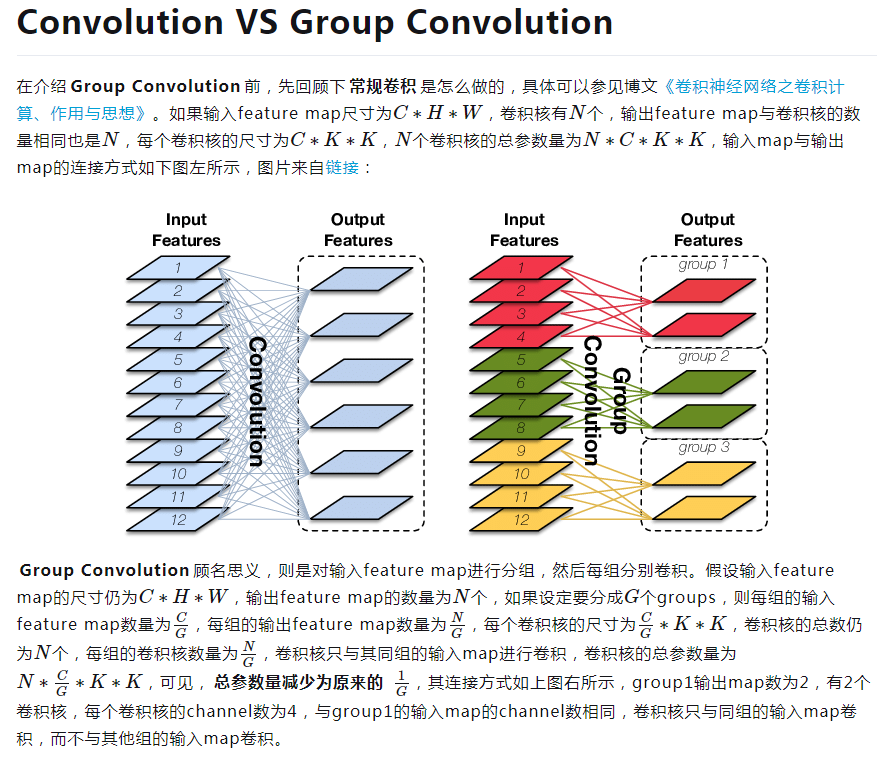 Convolution VS Group Convolution
在介绍 Group Convolution 前，先回顾下 常规卷积 是怎么做的，具体可以参见博文《卷积神经网络之卷积计
算、作用与思想》。如果输入feature map尺寸为C∗H∗W，卷积核有N个，输出feature map与卷积核的数
量相同也是N，每个卷积核的尺寸为C∗K∗K，N个卷积核的总参数量为N∗C∗K∗K，输入map与输出
map的连接方式如下图左所示，图片来自链接：
Input
Features
Output
Features
1
2
3
4
5
6
7
8
9
10
11
12
Convolution
Input
Features
Output
Features
1
2
3
4
5
6
7
8
9
10
11
12
Group
Convolution
group 1
group 2
group 3
Group Convolution 顾名思义，则是对输入feature map进行分组，然后每组分别卷积。假设输入feature
map的尺寸仍为C∗H∗W，输出feature map的数量为N个，如果设定要分成G个groups，则每组的输入
feature map数量为C/G，每组的输出feature map数量为N/G，每个卷积核的尺寸为C/G∗K∗K，卷积核的总数仍
为N个，每组的卷积核数量为N/G，卷积核只与其同组的输入map进行卷积，卷积核的总参数量为
N∗C/G∗K∗K，可见，总参数量减少为原来的 1/G，其连接方式如上图右所示，group1输出map数为2，有2个
卷积核，每个卷积核的channel数为4，与group1的输入map的channel数相同，卷积核只与同组的输入map卷
积，而不与其他组的输入map卷积。